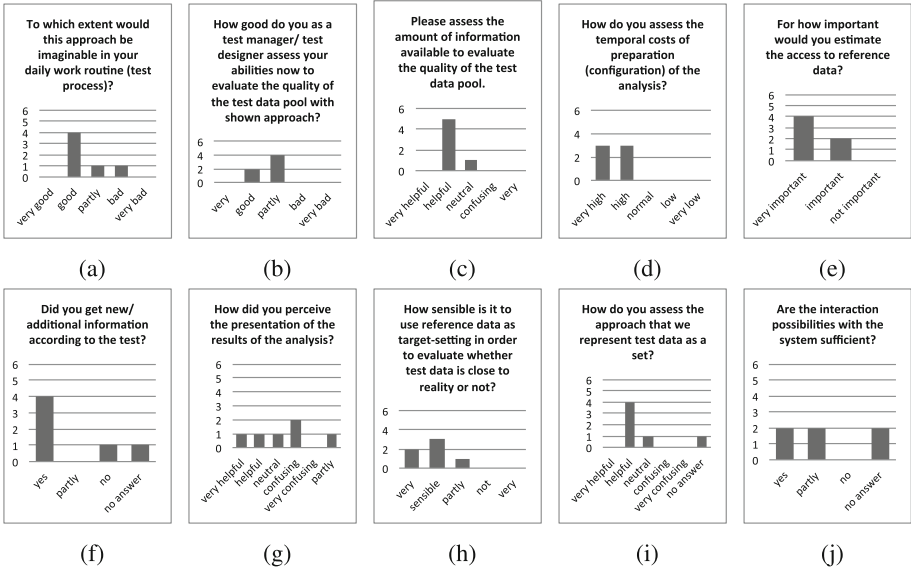 To which extent would
this approach be
imaginable in your
daily work routine (test
process)?
6
5
4
3
2
1
0
very good
good
partly
bad
very bad
(a)
How good do you as a
test manager/ test
designer assess your
abilities now to
evaluate the quality of
the test data pool with
shown approach?
6
4
2
0
very
good
partly
bad
very bad
(b)
Please assess the
amount of information
available to evaluate
the quality of the test
data pool.
6
4
2
0
very helpful
helpful
neutral
confusing
very
(c)
How do you assess the
temporal costs of
preparation
(configuration) of the
analysis?
6
4
2
0
very high
high
normal
low
very low
(d)
For how important
would you estimate
the access to reference
data?
6
5
4
3
2
1
0
very important
important
not important
(e)
Did you get new/
additional information
according to the test?
6
5
4
3
2
1
0
yes
partly
no
no answer
(f)
How did you perceive
the presentation of the
results of the analysis?
6
5
4
3
2
1
0
very helpful
helpful
neutral
confusing
very confusing
partly
(g)
How sensible is it to
use reference data as
target-setting in order
to evaluate whether
test data is close to
reality or not?
6
4
2
0
very
sensible
partly
not
very
(h)
How do you assess the
approach that we
represent test data as a
set?
6
5
4
3
2
1
0
very helpful
helpful
neutral
confusing
very confusing
no answer
(i)
Are the interaction
possibilities with the
system sufficient?
6
5
4
3
2
1
0
yes
partly
no
no answer
(j)